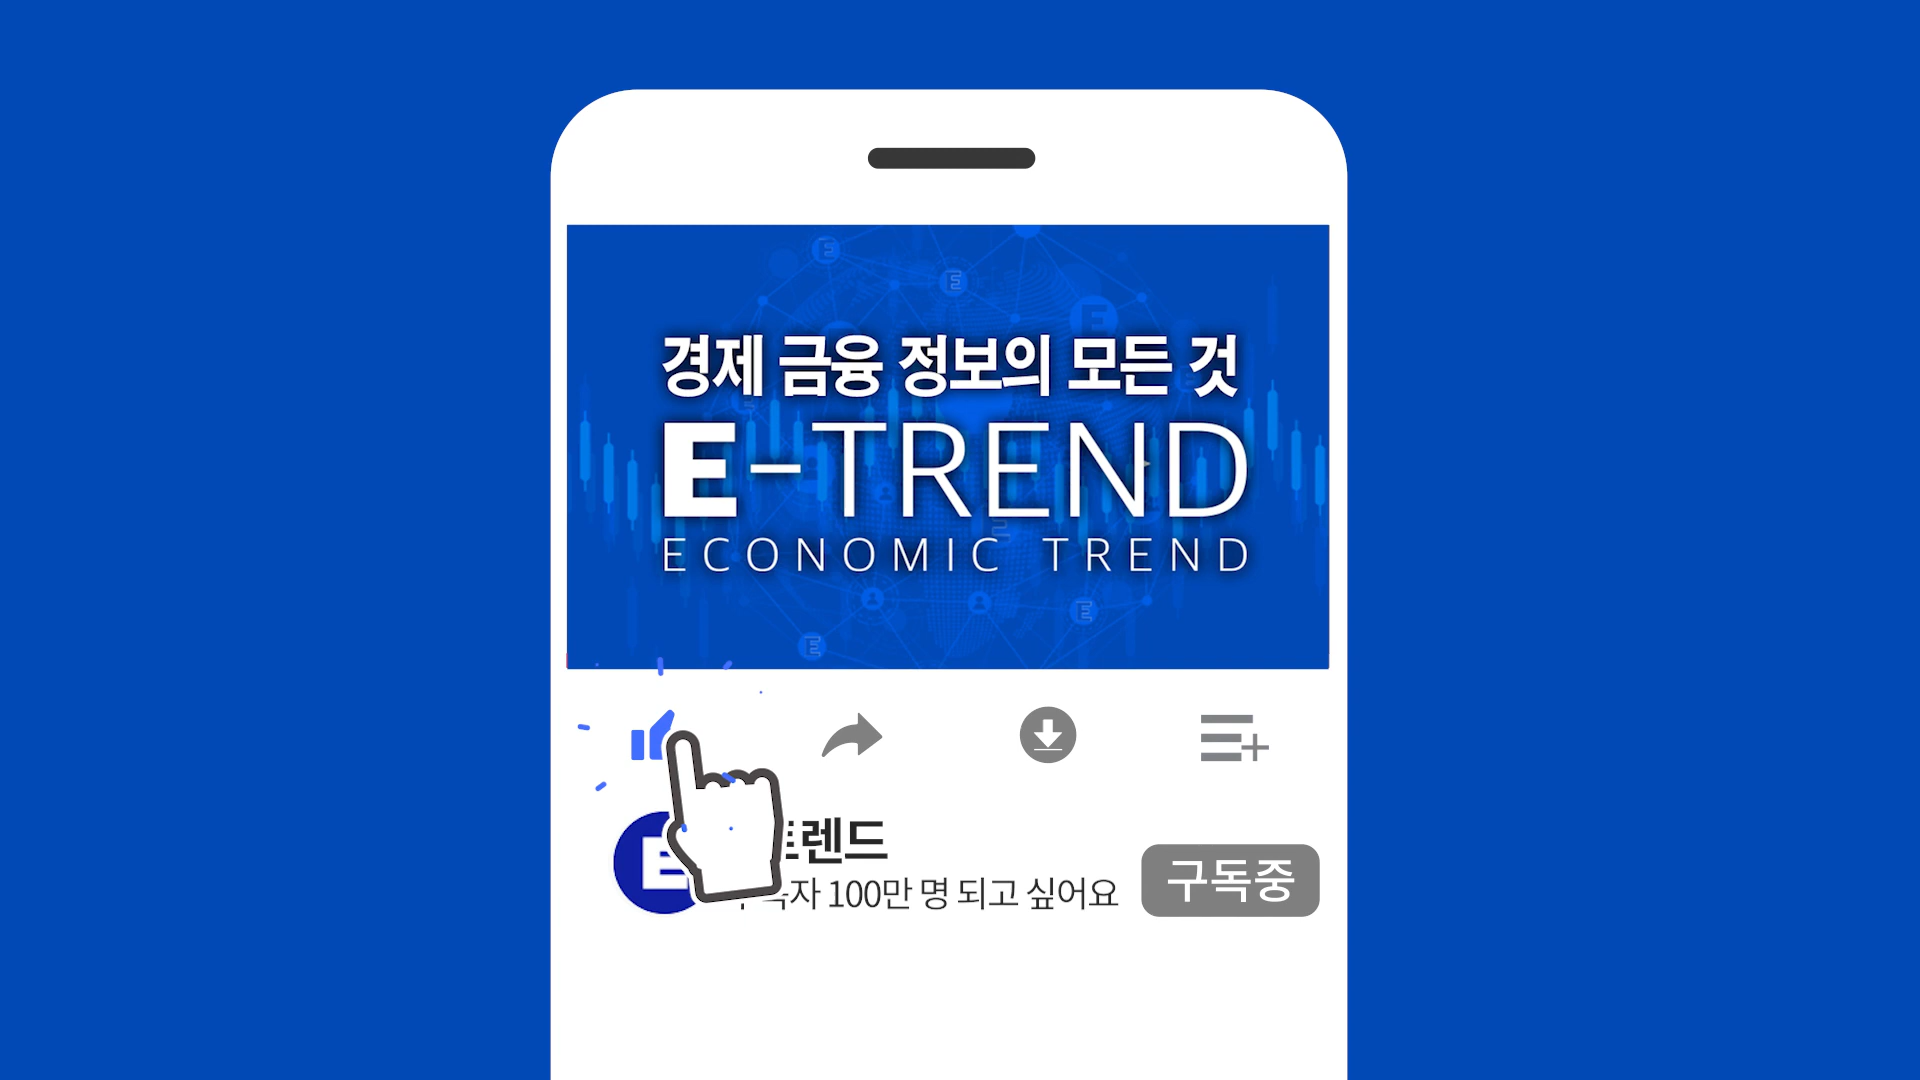 경제 금융 정보의 모든 것
E-TREND
ECONOMIC TREND
E
트렌드
100만 명 되고 싶어요
구독중